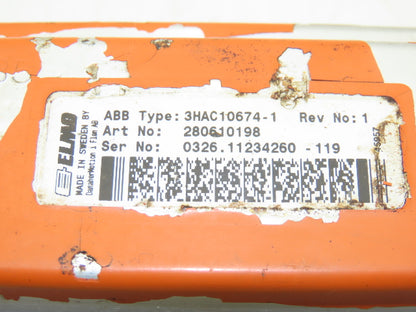 ABB Type: 3HAC10674-1 Rev No: 1
Art No: 280610198
Ser No: 0326.11234260 -119
ELMO
MADE IN SWEDEN BY